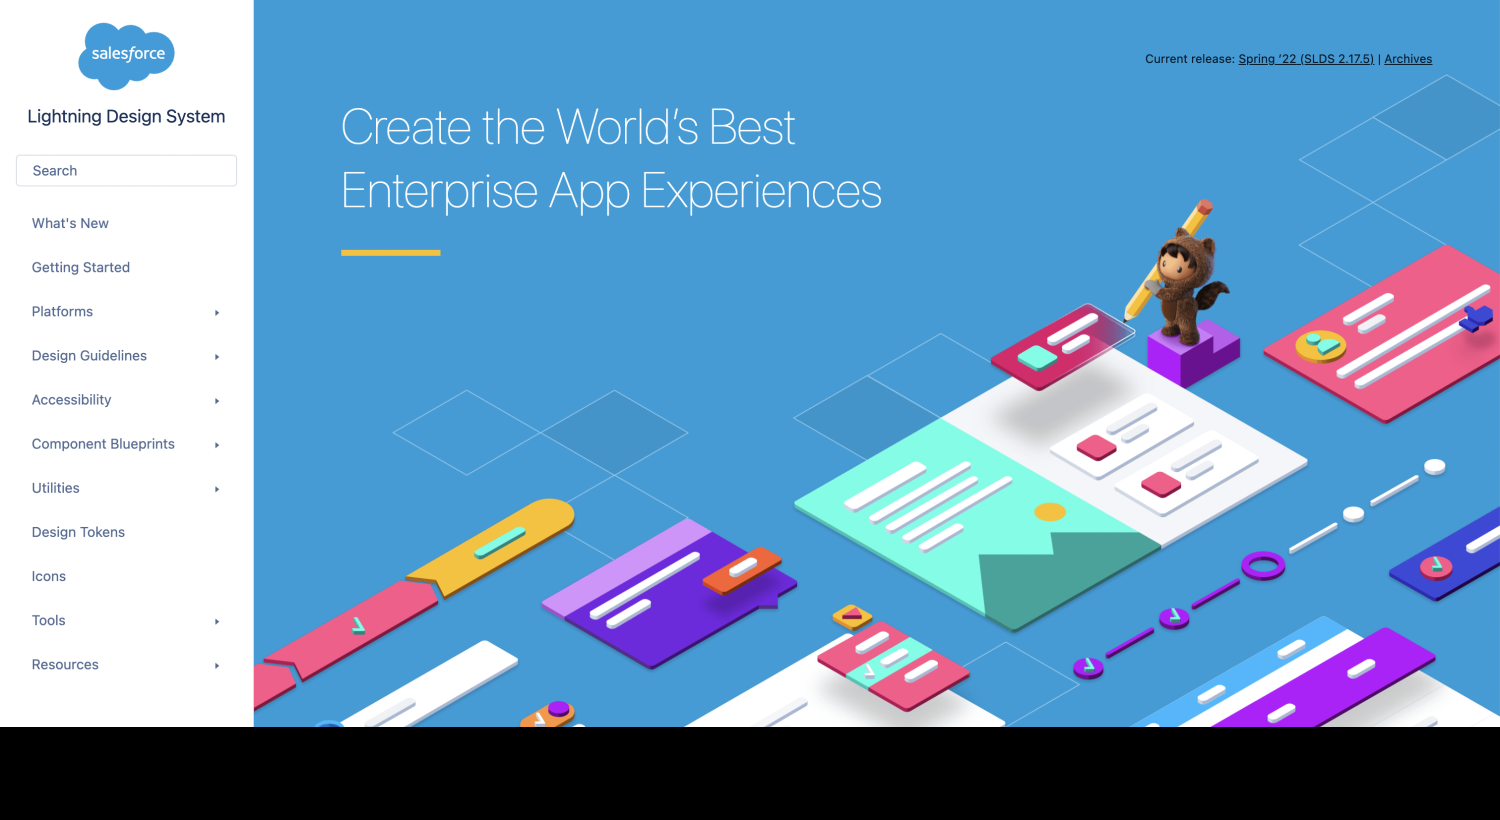 salesforce
Lightning Design System
Search
What's New
Getting Started
Platforms
Design Guidelines
Accessibility
Component Blueprints
Utilities
Design Tokens
Icons
Tools
Resources
Current release: Spring ’22 (SLDS 2.17.5) | Archives
Create the World’s Best
Enterprise App Experiences